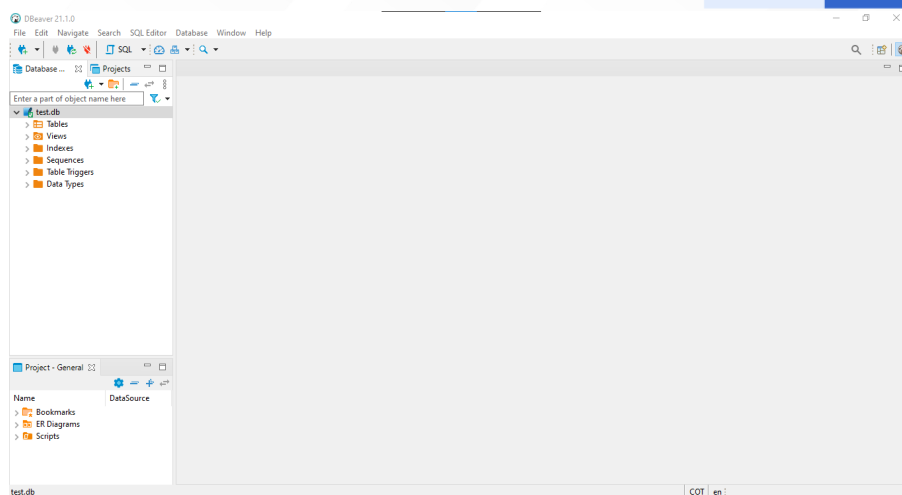 DBeaver 21.1.0
File Edit Navigate Search SQL Editor Database Window Help
SQL
Database ... Projects
Enter a part of object name here
test.db
Tables
Views
Indexes
Sequences
Table Triggers
Data Types
Project - General
Name DataSource
Bookmarks
ER Diagrams
Scripts
test.db COT en